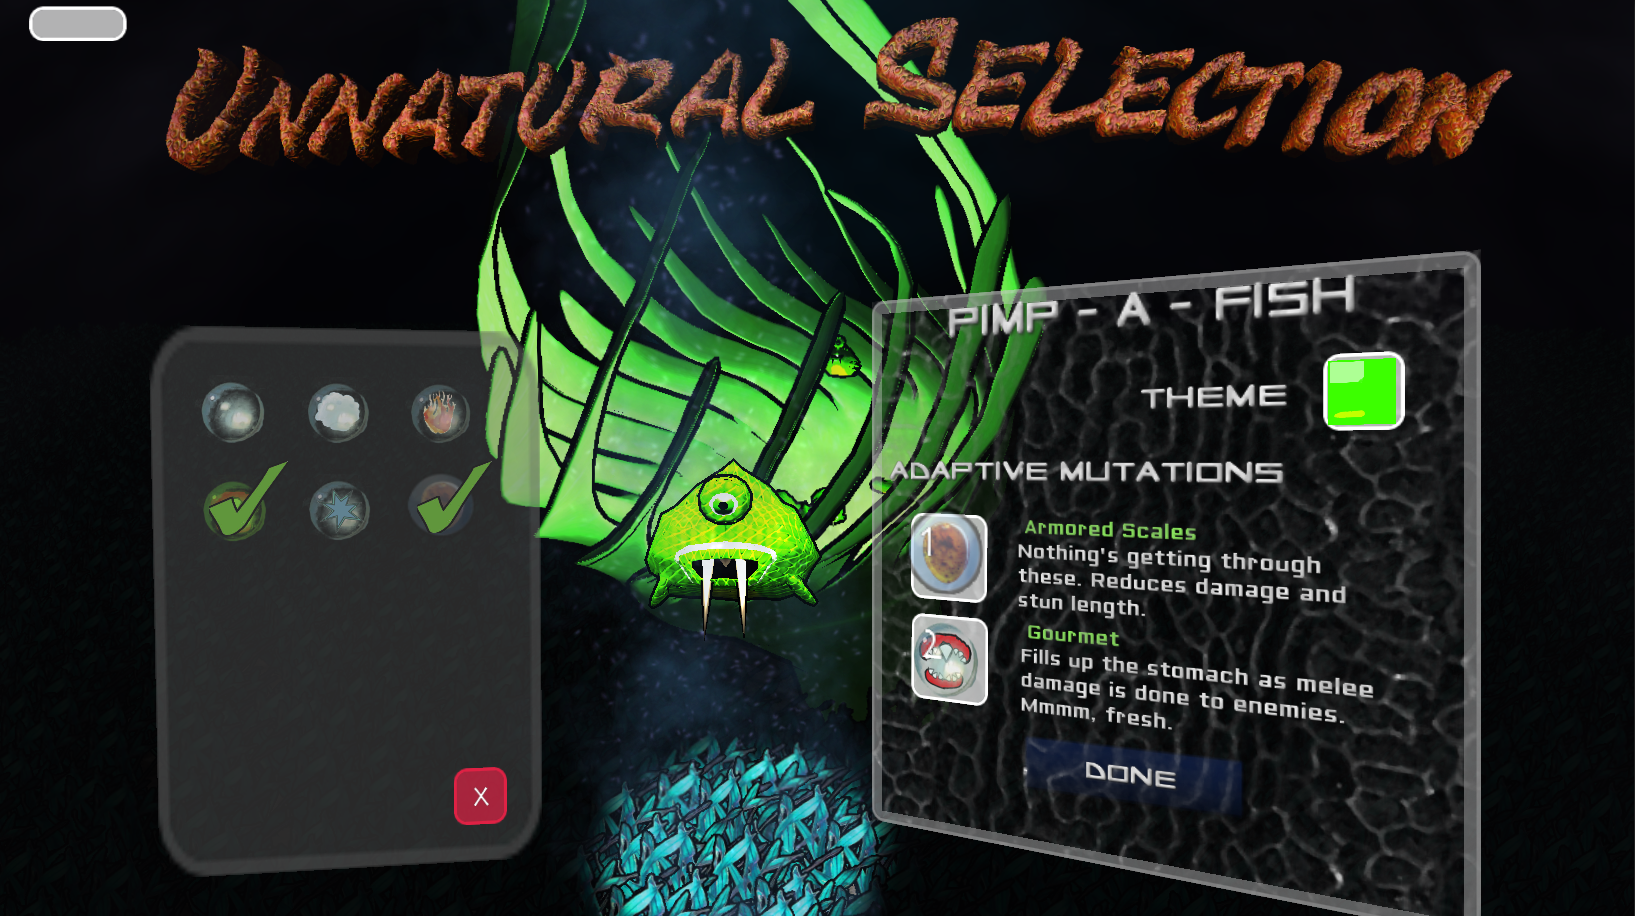 Unnatural Selection
PIMP - A - FISH
THEME
ADAPTIVE MUTATIONS
1
Armored Scales
Nothing's getting through
these. Reduces damage and
stun length.
2
Gourmet
Fills up the stomach as melee
damage is done to enemies.
Mmmm, fresh.
DONE
X